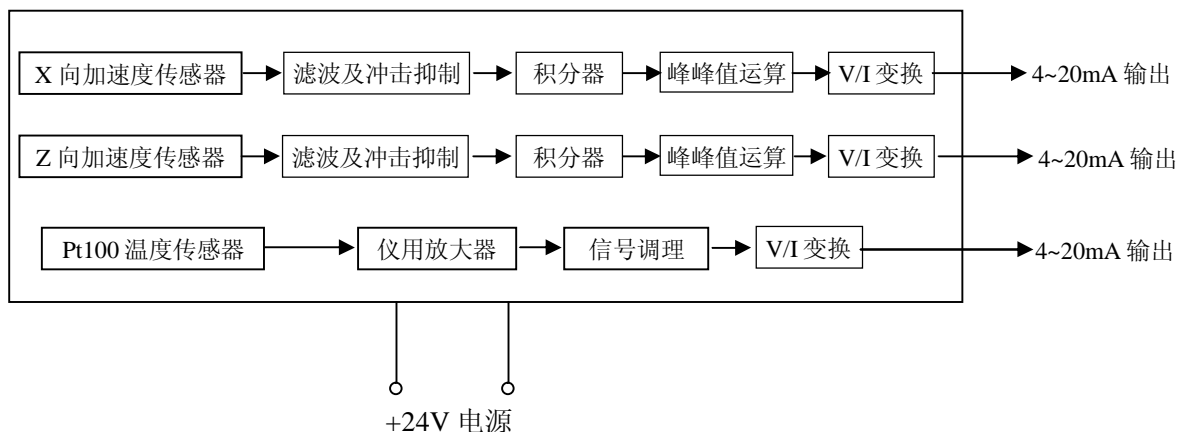 X 向加速度传感器 滤波及冲击抑制 积分器 峰峰值运算 V/I 变换 4~20mA 输出
Z 向加速度传感器 滤波及冲击抑制 积分器 峰峰值运算 V/I 变换 4~20mA 输出
Pt100 温度传感器 仪用放大器 信号调理 V/I 变换 4~20mA 输出
+24V 电源